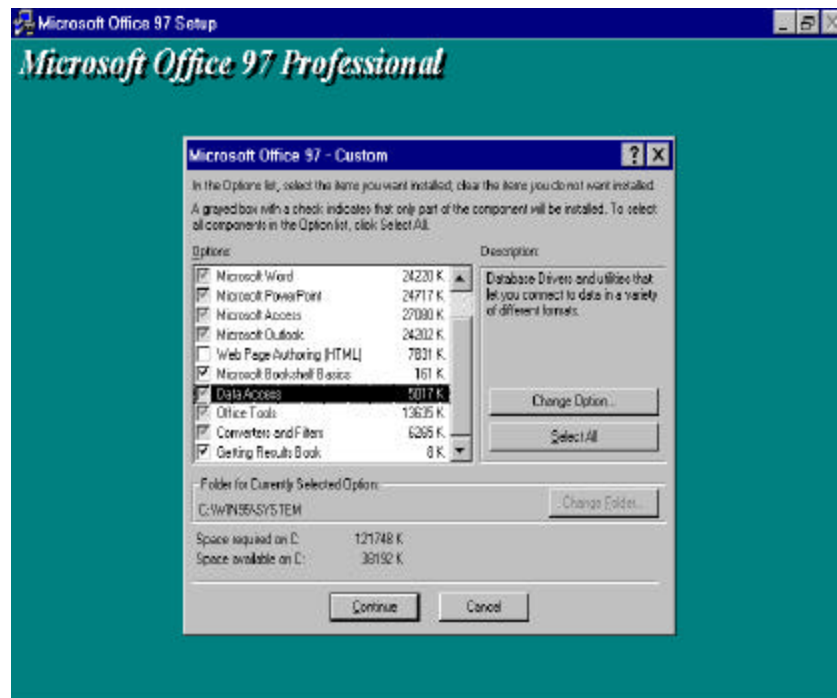 Microsoft Office 97 Setup
Microsoft Office 97 Professional
Microsoft Office 97 - Custom
In the Options list, select the items you want installed; clear the items you do not want installed.
A grayed box with a check indicates that only part of the component will be installed. To select
all components in the Option list, click Select All.
Options: Description:
Microsoft Word 24220 K
Microsoft PowerPoint 24717 K
Microsoft Access 27080 K
Microsoft Outlook 24202 K
Web Page Authoring (HTML) 7831 K
Microsoft Bookshelf Basics 161 K
Data Access 5017 K
Office Tools 13635 K
Converters and Filters 6265 K
Getting Results Book 8 K
Database Drivers and utilities that
let you connect to data in a variety
of different formats.
Change Option...
Select All
Folder for Currently Selected Option:
C:\WIN95\SYSTEM
Change Folder...
Space required on C: 121748 K
Space available on C: 38192 K
Continue Cancel